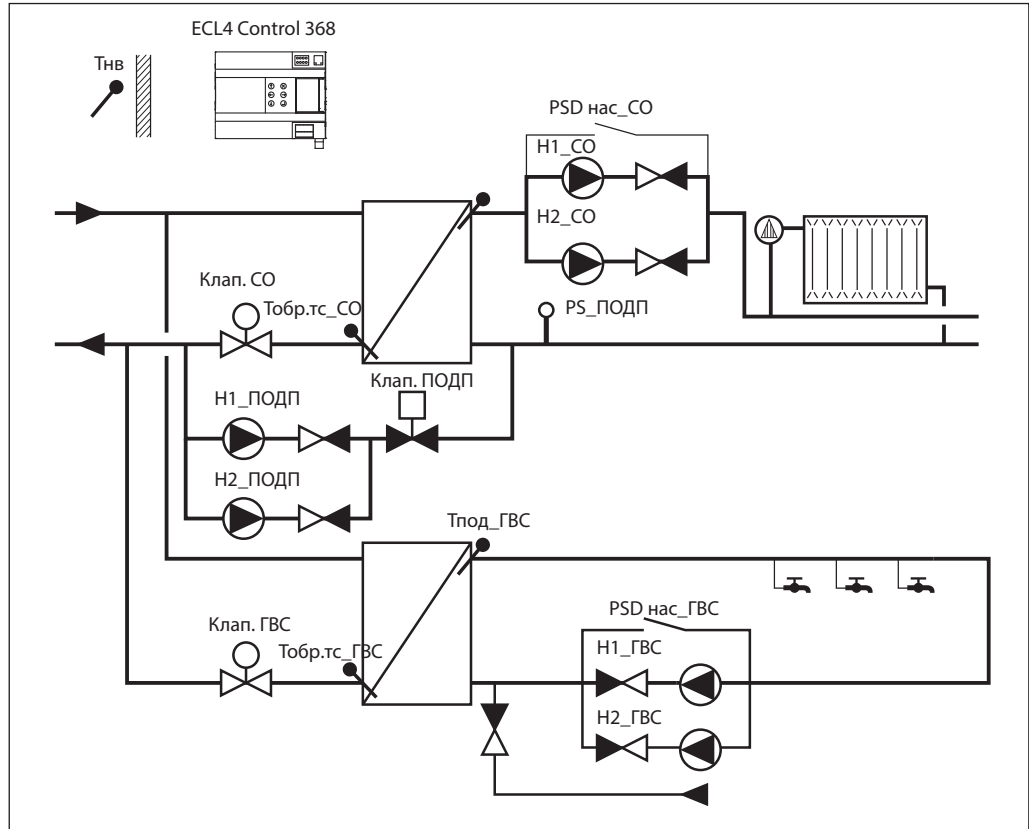 ECL4 Control 368
Тнв
PSD нас_СО
Н1_СО
Н2_СО
Клап. СО
Тобр.тс_СО
PS_ПОДП
Клап. ПОДП
Н1_ПОДП
Н2_ПОДП
Тпод_ГВС
Клап. ГВС
Тобр.тс_ГВС
PSD нас_ГВС
Н1_ГВС
Н2_ГВС